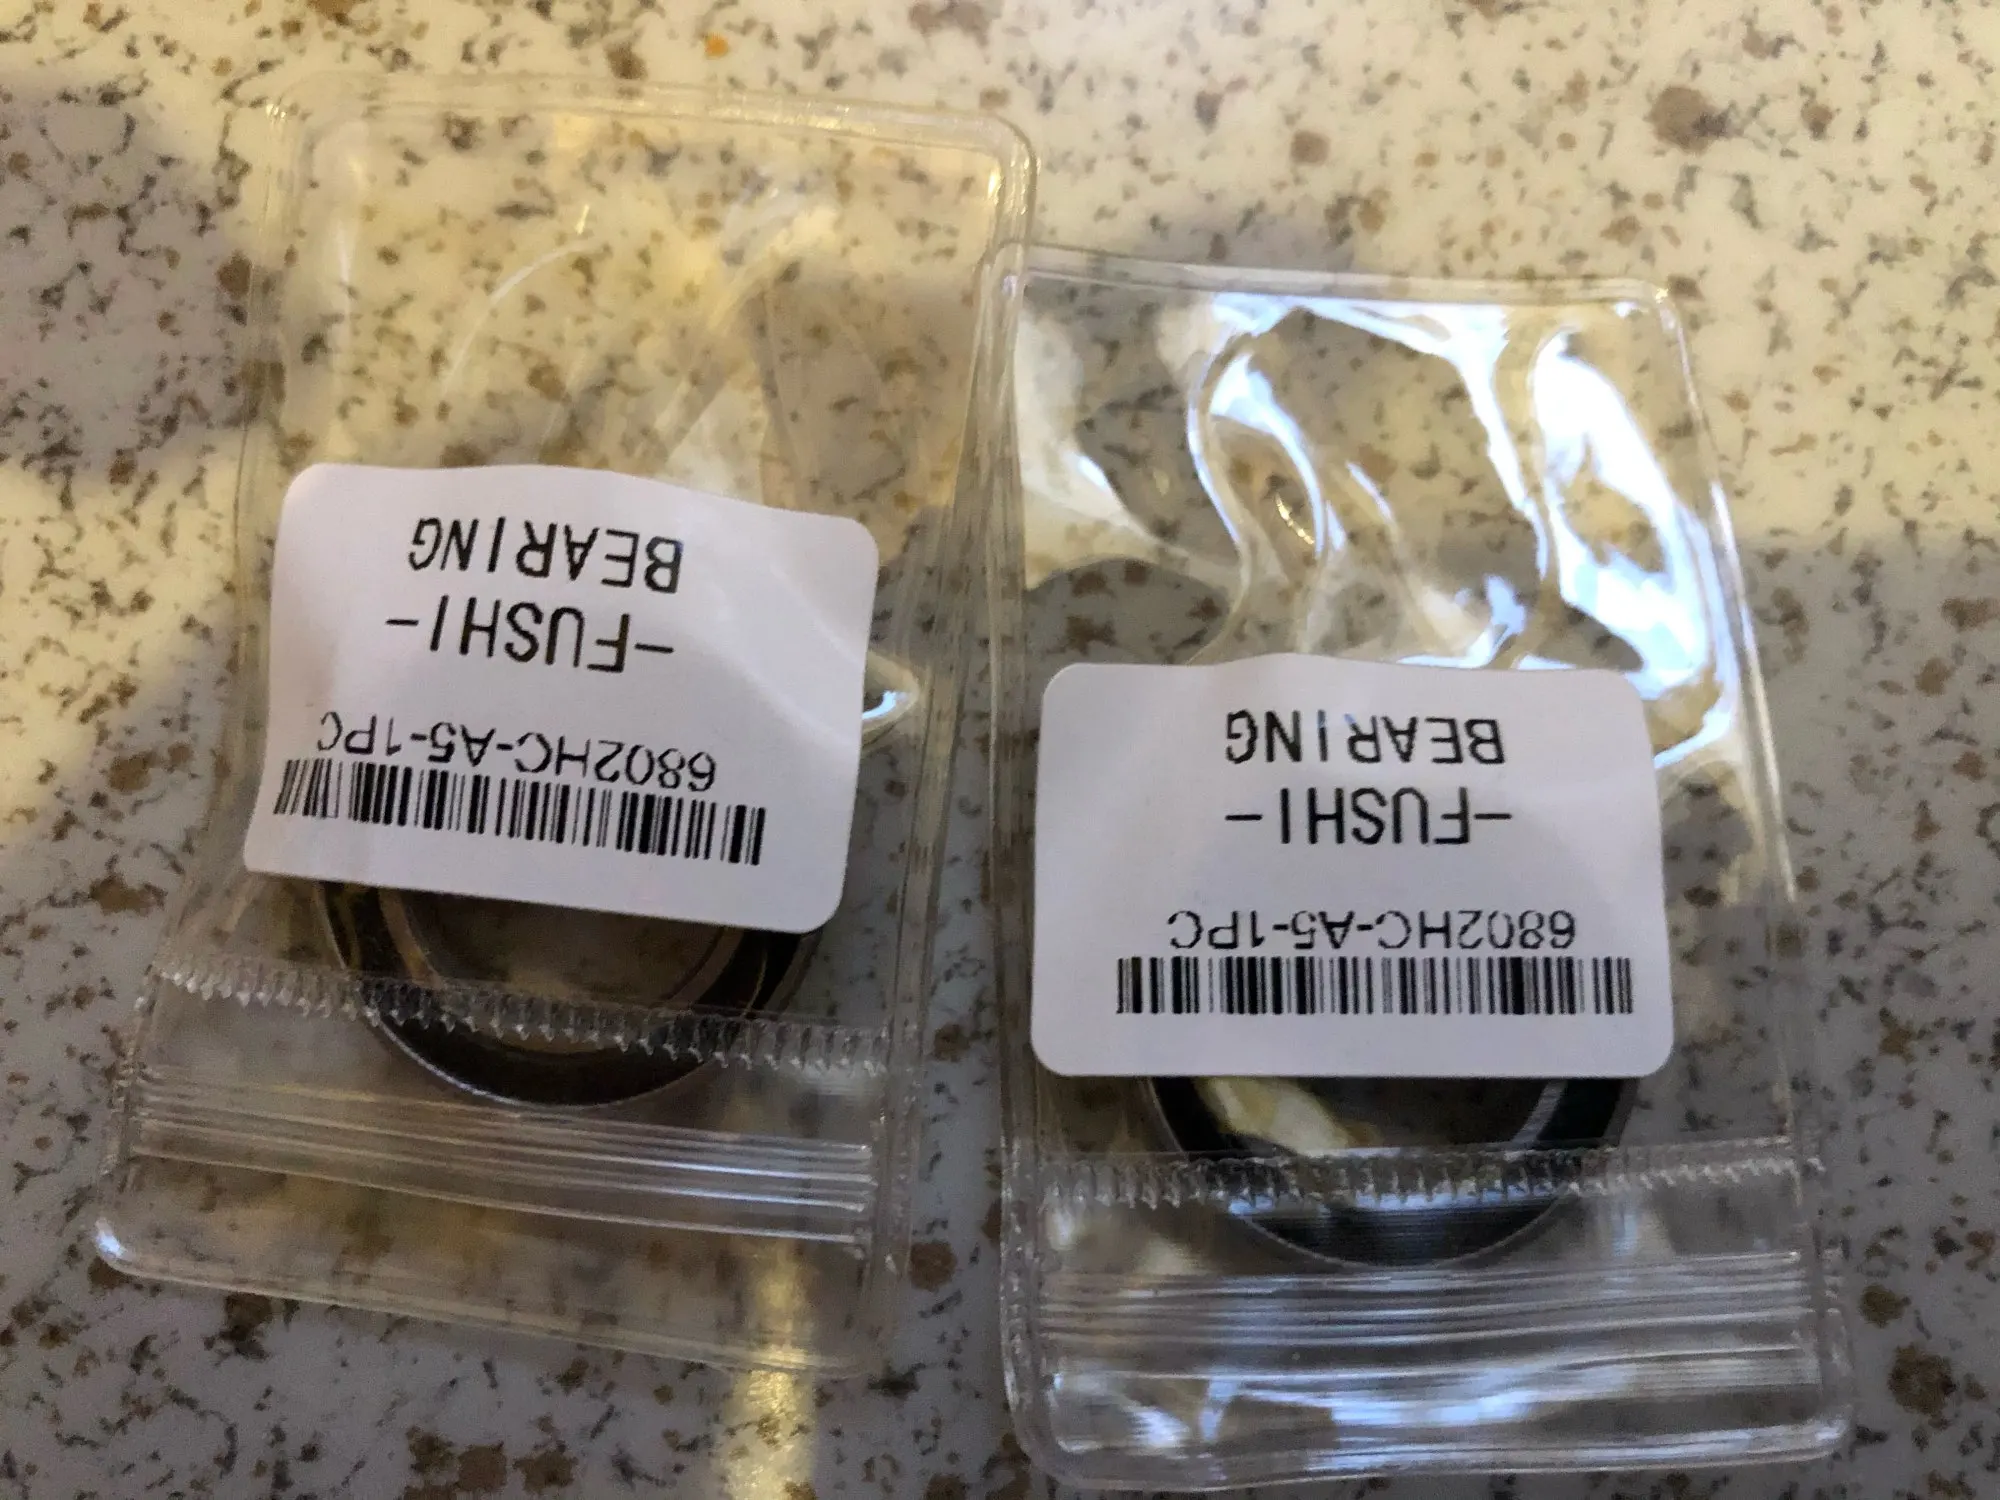 6802HC-A5-1PC
-FUSHI-
BEARING
6802HC-A5-1PC
-FUSHI-
BEARING